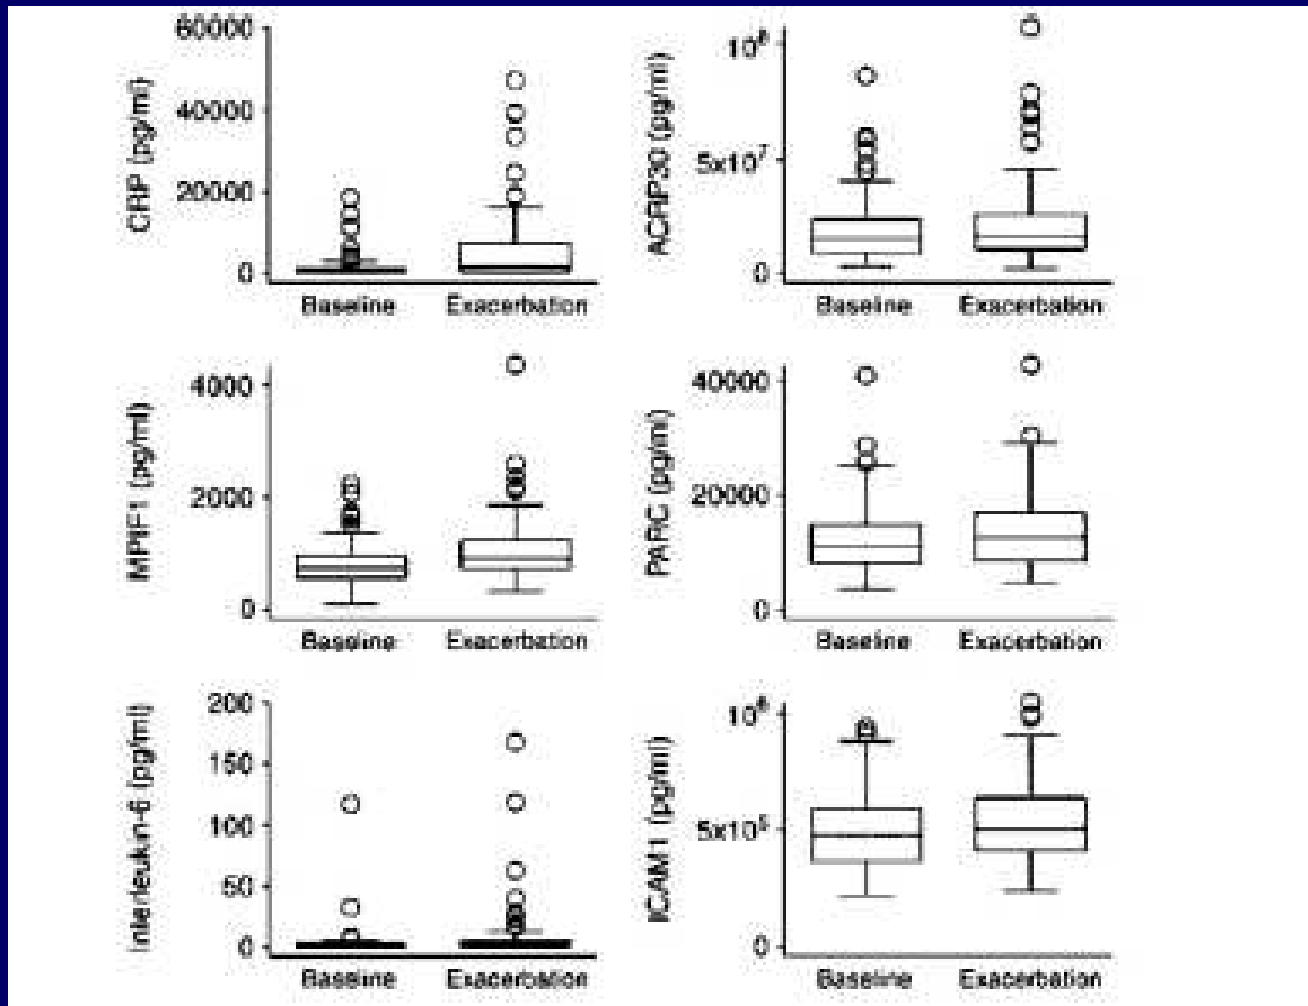 CRP (pg/ml)
60000
40000
20000
0
Baseline Exacerbation
ACRP30 (pg/ml)
10⁸
5x10⁷
0
Baseline Exacerbation
MPIF1 (pg/ml)
4000
2000
0
Baseline Exacerbation
PARC (pg/ml)
40000
20000
0
Baseline Exacerbation
Interleukin-6 (pg/ml)
200
150
100
50
0
Baseline Exacerbation
ICAM1 (pg/ml)
10⁶
5x10⁵
0
Baseline Exacerbation